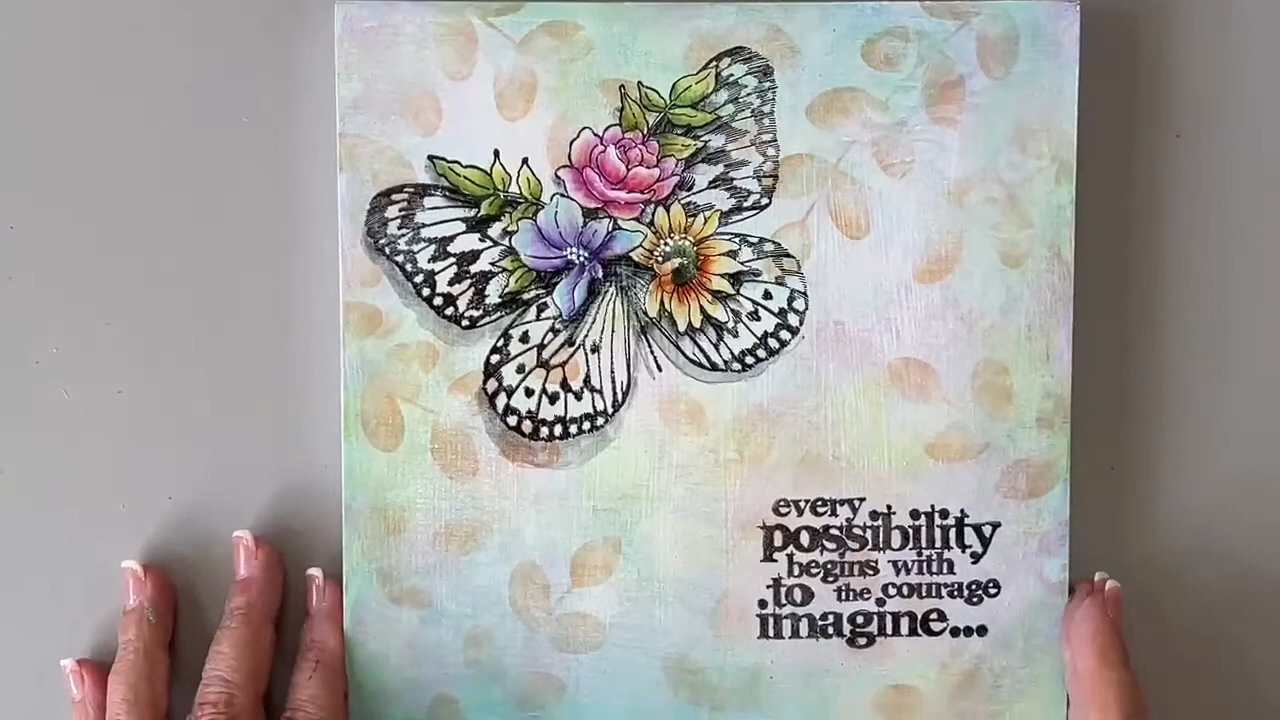 every
possibility
begins with
to the courage
imagine...